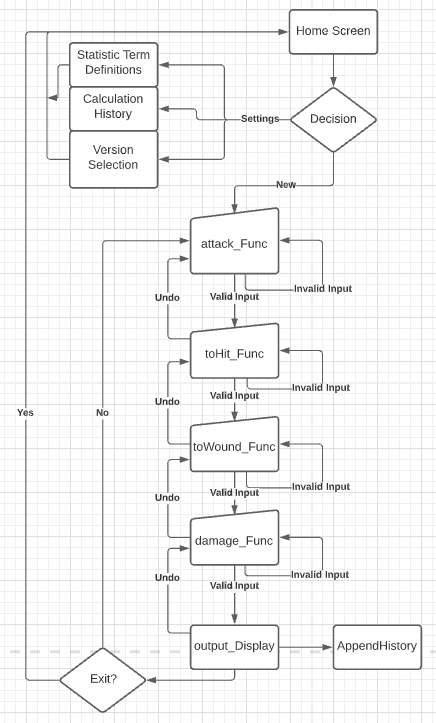 Home Screen
Statistic Term
Definitions
Calculation
History
Version
Selection
Settings
Decision
New
attack_Func
Invalid Input
Undo
Valid Input
toHit_Func
Invalid Input
Undo
Valid Input
Yes
No
toWound_Func
Invalid Input
Undo
Valid Input
damage_Func
Invalid Input
Undo
Valid Input
output_Display
AppendHistory
Exit?